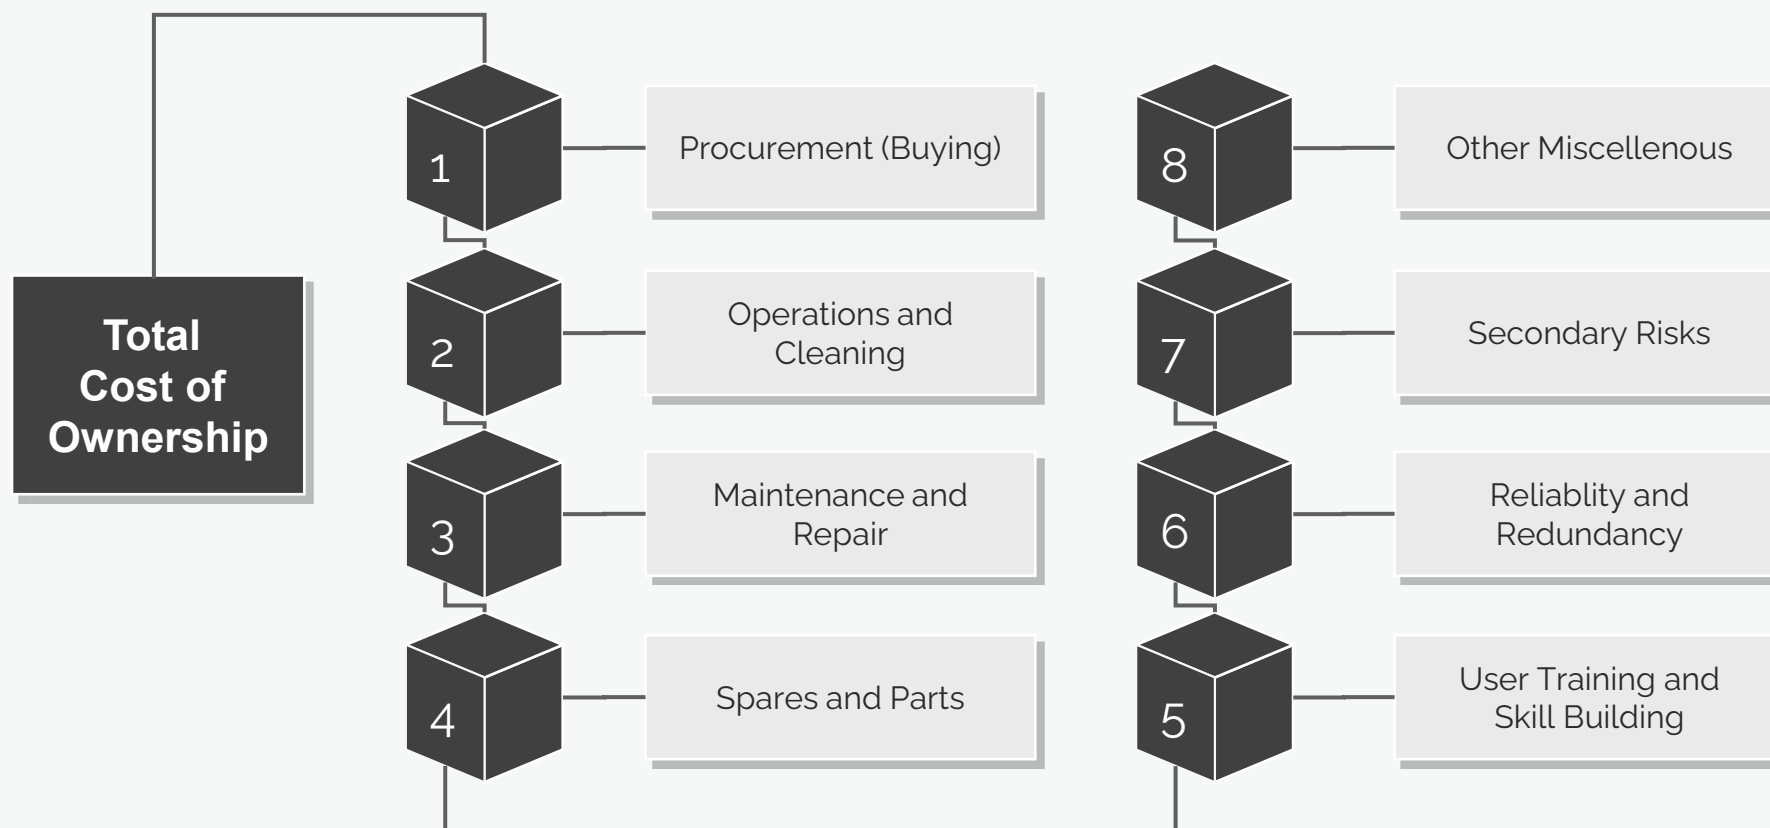 Total
Cost of
Ownership
1
Procurement (Buying)
2
Operations and
Cleaning
3
Maintenance and
Repair
4
Spares and Parts
8
Other Miscellenous
7
Secondary Risks
6
Reliablity and
Redundancy
5
User Training and
Skill Building